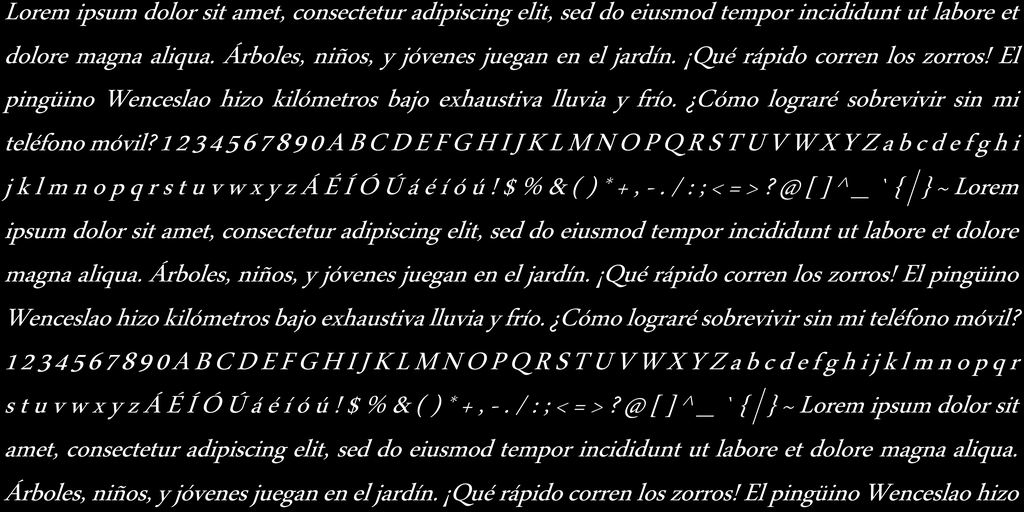 Lorem ipsum dolor sit amet, consectetur adipiscing elit, sed do eiusmod tempor incididunt ut labore et
dolore magna aliqua. Árboles, niños, y jóvenes juegan en el jardín. ¡Qué rápido corren los zorros! El
pingüino Wenceslao hizo kilómetros bajo exhaustiva lluvia y frío. ¿Cómo lograré sobrevivir sin mi
teléfono móvil? 1 2 3 4 5 6 7 8 9 0 A B C D E F G H I J K L M N O P Q R S T U V W X Y Z a b c d e f g h i
j k l m n o p q r s t u v w x y z Á É Í Ó Ú á é í ó ú ! $ % & ( ) * + , - . / : ; < = > ? @ [ ] ^ _ ` { | } ~ Lorem
ipsum dolor sit amet, consectetur adipiscing elit, sed do eiusmod tempor incididunt ut labore et dolore
magna aliqua. Árboles, niños, y jóvenes juegan en el jardín. ¡Qué rápido corren los zorros! El pingüino
Wenceslao hizo kilómetros bajo exhaustiva lluvia y frío. ¿Cómo lograré sobrevivir sin mi teléfono móvil?
1 2 3 4 5 6 7 8 9 0 A B C D E F G H I J K L M N O P Q R S T U V W X Y Z a b c d e f g h i j k l m n o p q r
s t u v w x y z Á É Í Ó Ú á é í ó ú ! $ % & ( ) * + , - . / : ; < = > ? @ [ ] ^ _ ` { | } ~ Lorem ipsum dolor sit
amet, consectetur adipiscing elit, sed do eiusmod tempor incididunt ut labore et dolore magna aliqua.
Árboles, niños, y jóvenes juegan en el jardín. ¡Qué rápido corren los zorros! El pingüino Wenceslao hizo